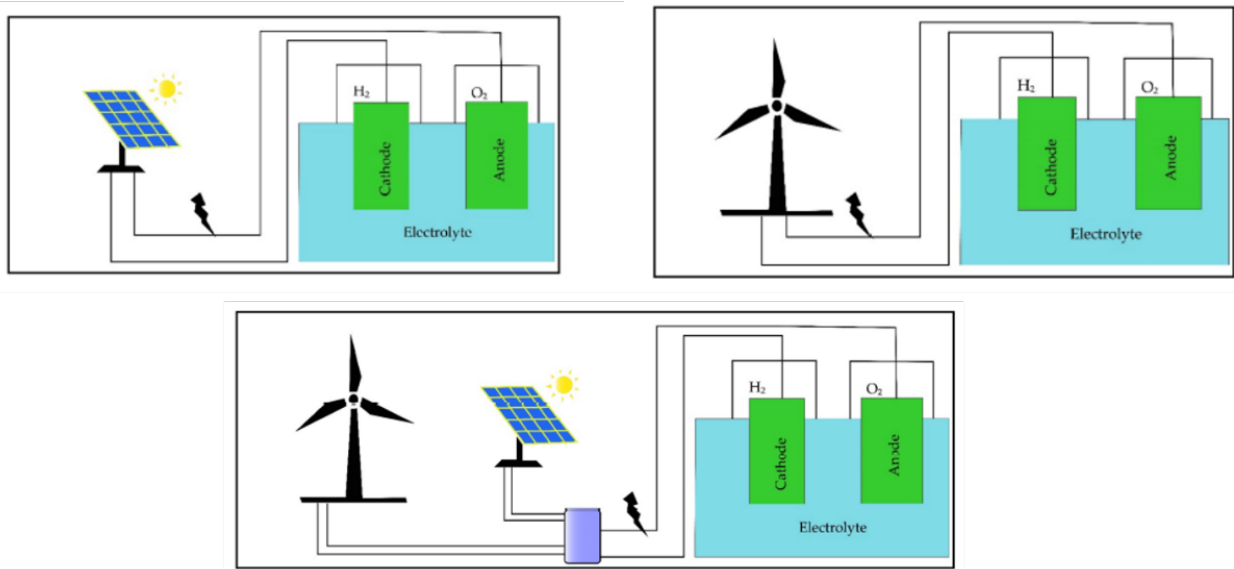 H₂
O₂
Cathode
Anode
Electrolyte
H₂
O₂
Cathode
Anode
Electrolyte
H₂
O₂
Cathode
Anode
Electrolyte